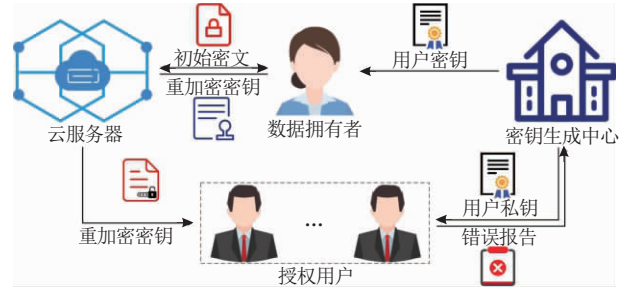 初始密文
用户密钥
重加密密钥
云服务器
数据拥有者
密钥生成中心
用户私钥
重加密密钥
...
错误报告
授权用户